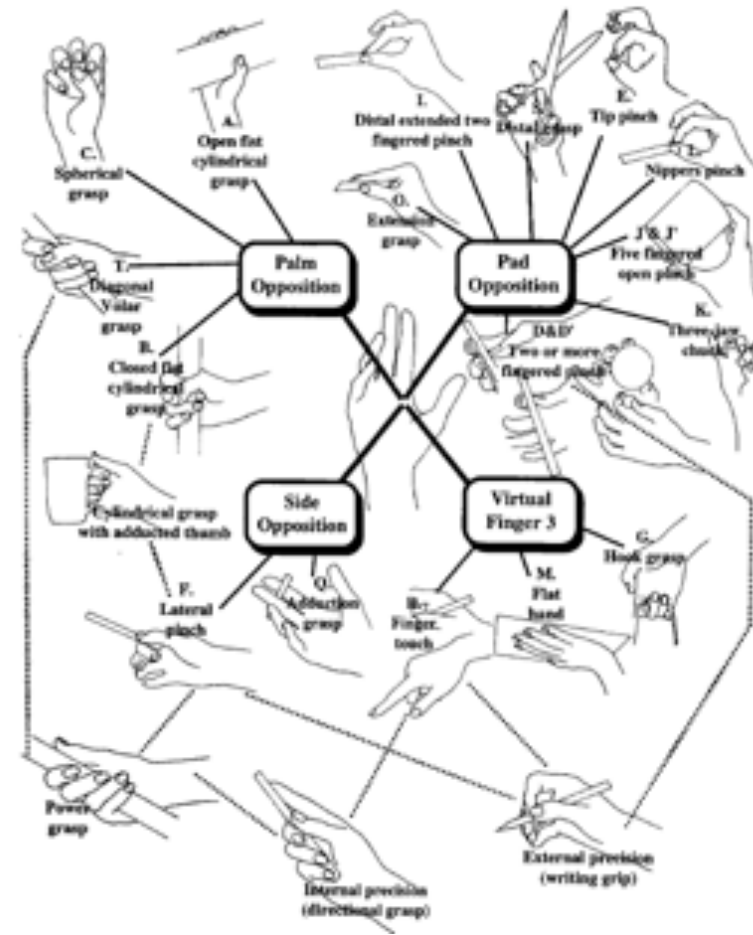 A.
Open flat
cylindrical
grasp
C.
Spherical
grasp
I.
Distal extended two
fingered pinch
Distal grasp
E.
Tip pinch
L.
Nippers pinch
O.
Extension
grasp
J & J'
Five fingered
open pinch
Palm
Opposition
Pad
Opposition
T.
Diagonal
Volar
grasp
K.
Three-jaw
chuck
D&D'
Two or more
fingered pinch
B.
Closed flat
cylindrical
grasp
Cylindrical grasp
with adducted thumb
Side
Opposition
Virtual
Finger 3
G.
Hook grasp
F.
Lateral
pinch
Q.
Adduction
grasp
Finger
touch
M.
Flat
hand
Power
grasp
Internal precision
(directional grasp)
External precision
(writing grip)